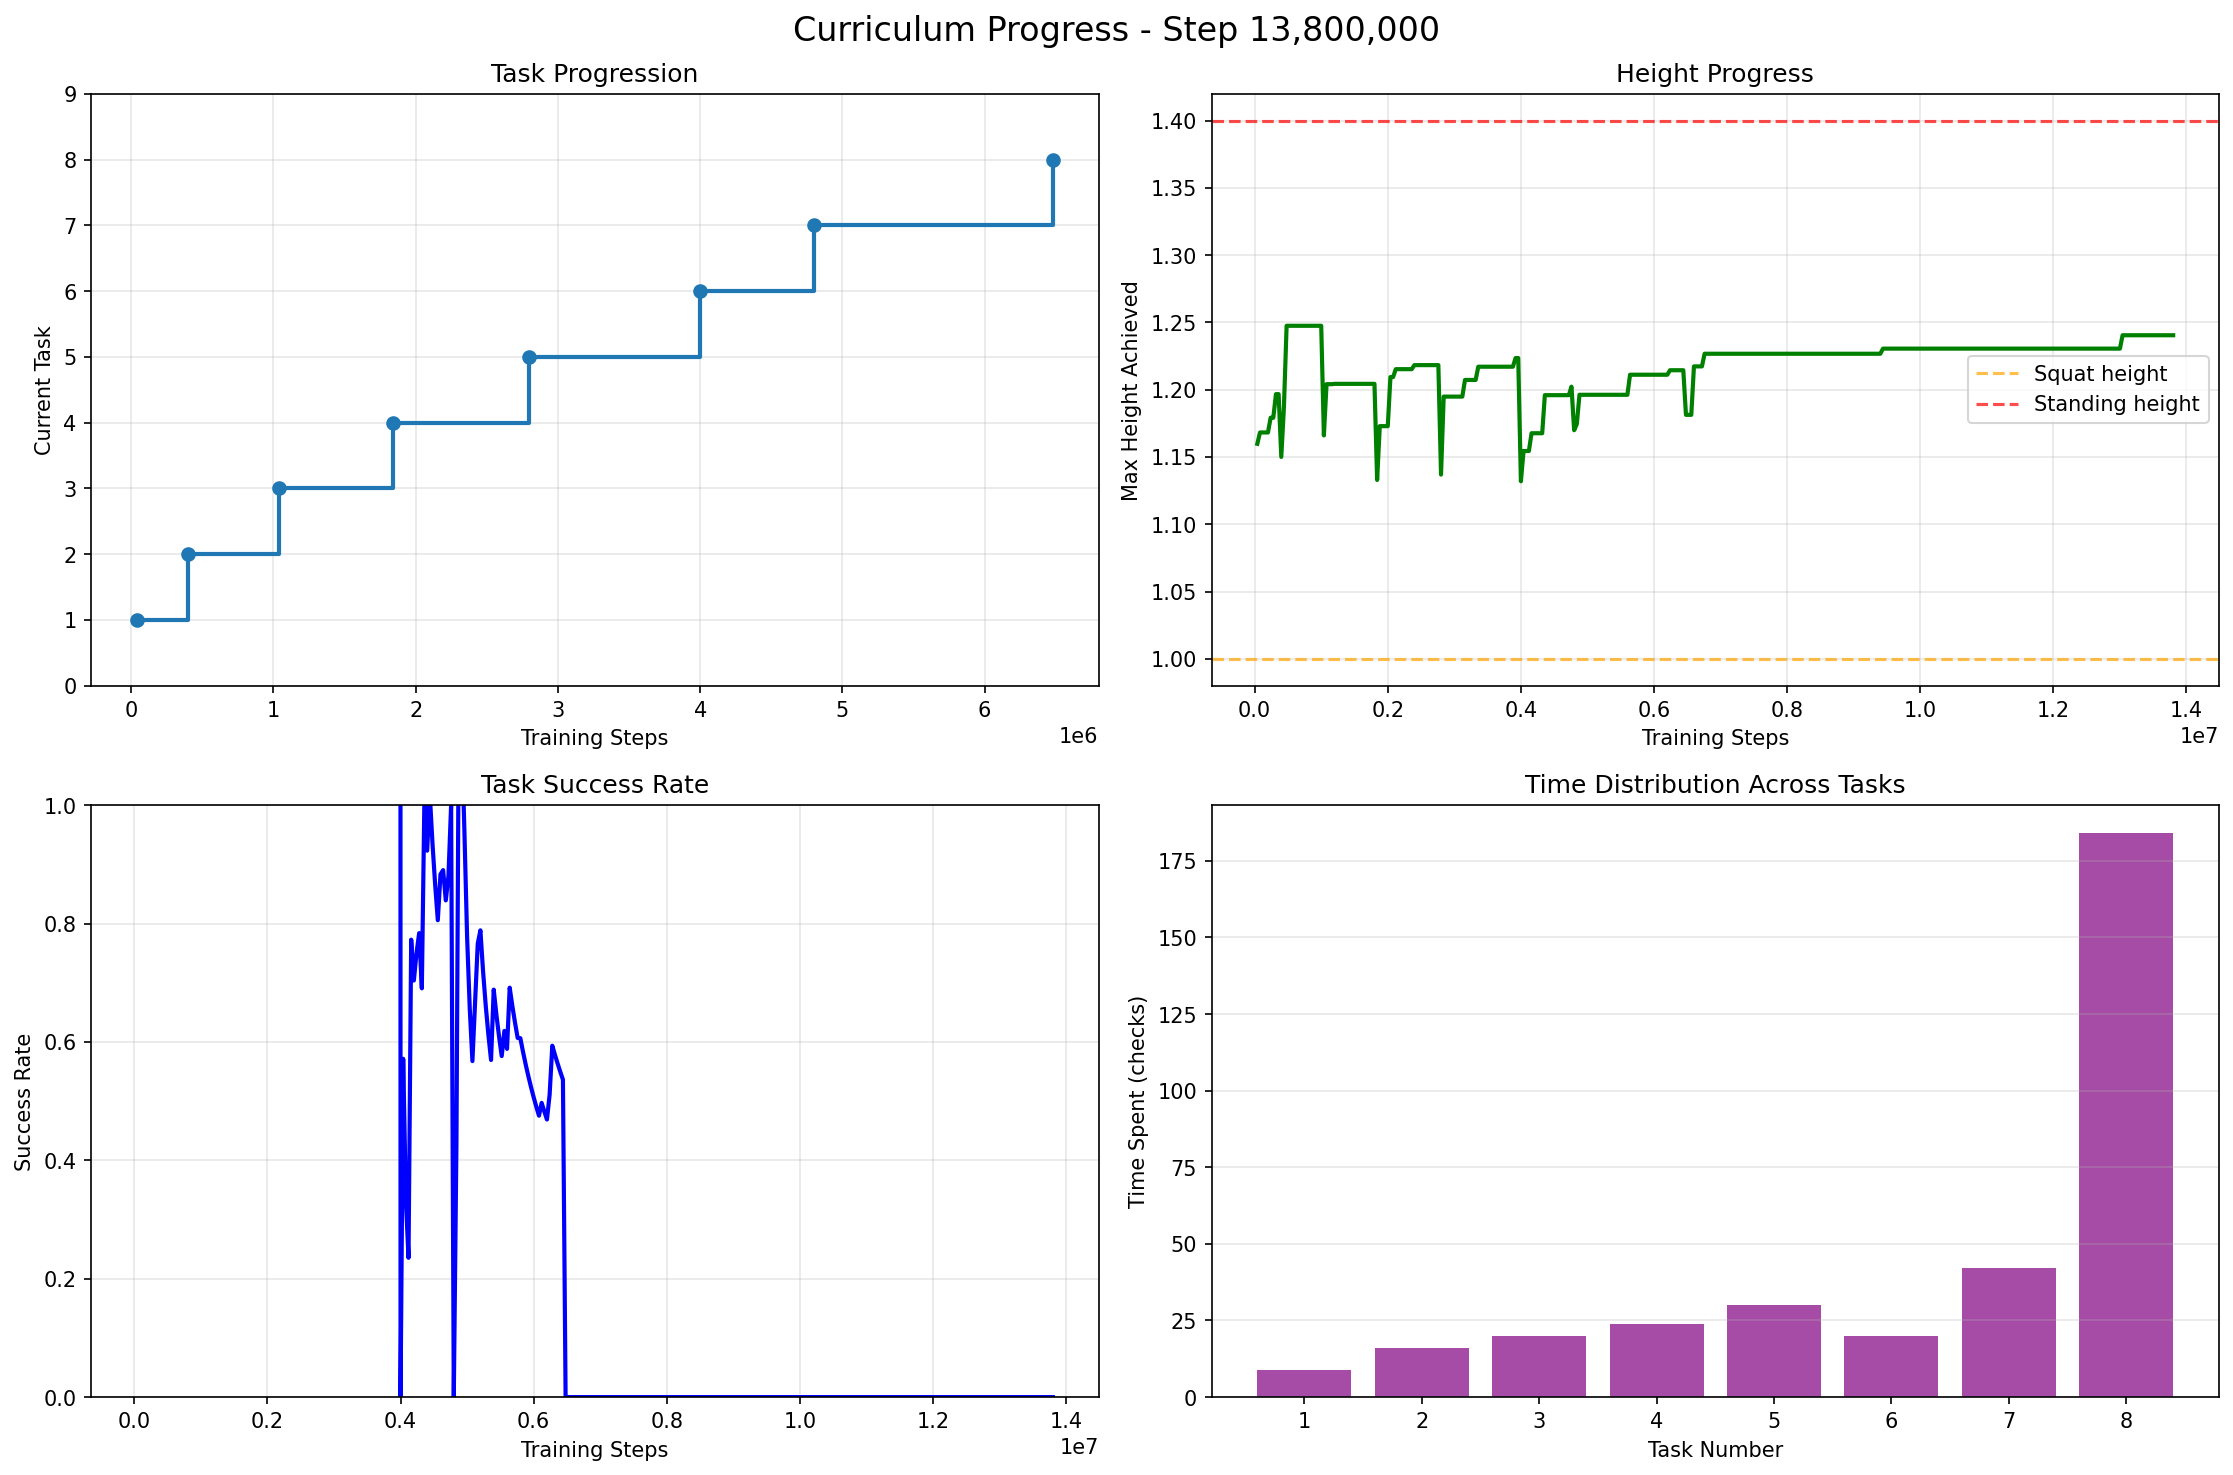 Curriculum Progress - Step 13,800,000
Task Progression
Current Task
9
8
7
6
5
4
3
2
1
0
0 1 2 3 4 5 6
1e6
Training Steps
Height Progress
Max Height Achieved
1.40
1.35
1.30
1.25
1.20
1.15
1.10
1.05
1.00
Squat height
Standing height
0.0 0.2 0.4 0.6 0.8 1.0 1.2 1.4
1e7
Training Steps
Task Success Rate
Success Rate
1.0
0.8
0.6
0.4
0.2
0.0
0.0 0.2 0.4 0.6 0.8 1.0 1.2 1.4
1e7
Training Steps
Time Distribution Across Tasks
Time Spent (checks)
175
150
125
100
75
50
25
0
1 2 3 4 5 6 7 8
Task Number